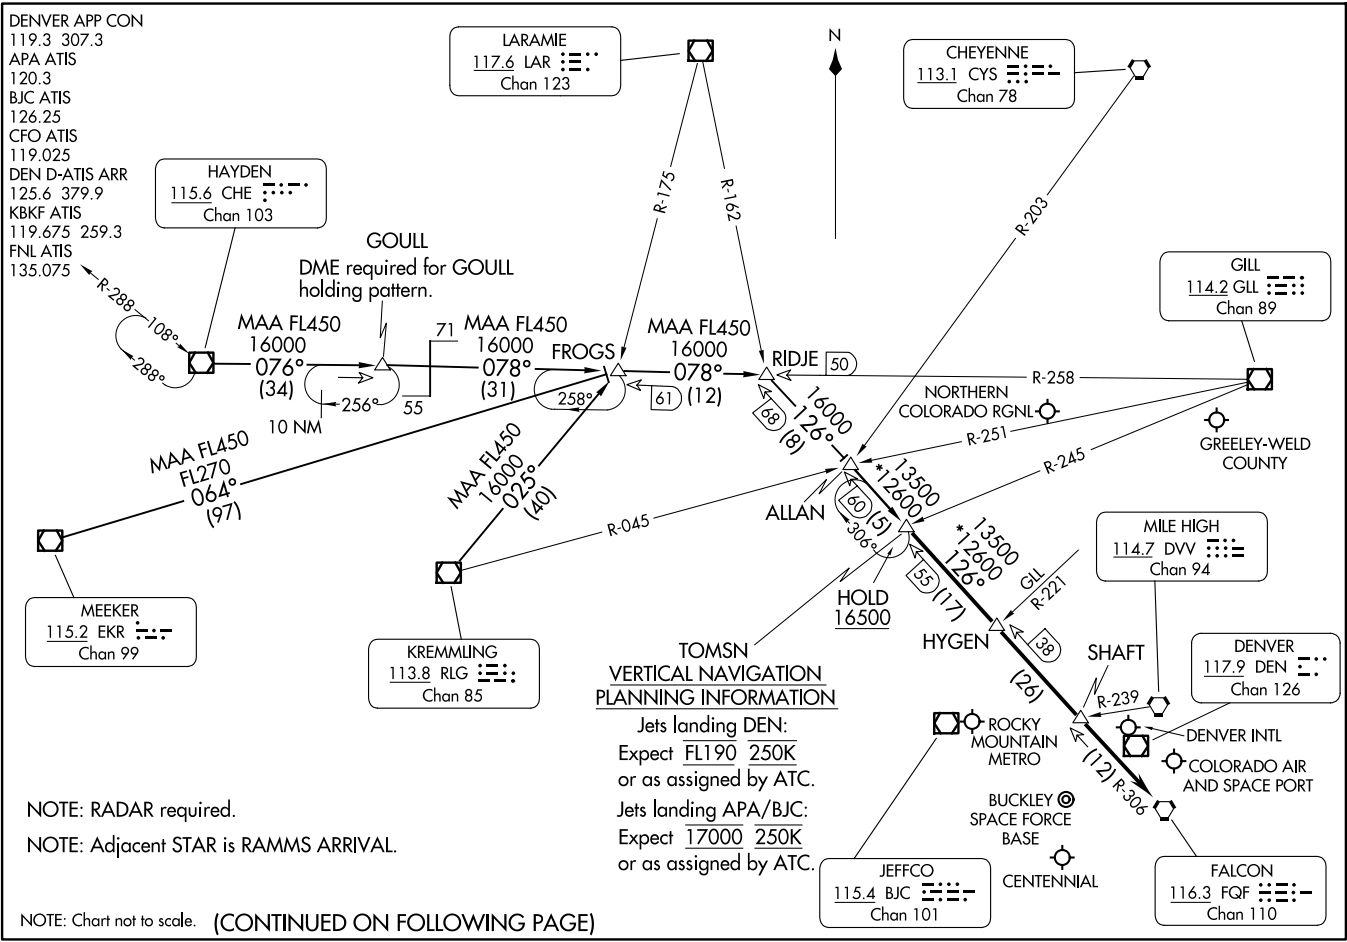 DENVER APP CON
119.3 307.3
APA ATIS
120.3
BJC ATIS
126.25
CFO ATIS
119.025
DEN D-ATIS ARR
125.6 379.9
KBKF ATIS
119.675 259.3
FNL ATIS
135.075
LARAMIE
117.6 LAR
Chan 123
N
CHEYENNE
113.1 CYS
Chan 78
HAYDEN
115.6 CHE
Chan 103
GOULL
DME required for GOULL
holding pattern.
R-175
R-162
R-203
GILL
114.2 GLL
Chan 89
R-288
108°
288°
MAA FL450
16000
076°
(34)
256°
10 NM
71
55
MAA FL450
16000
078°
(31)
FROGS
258°
61
MAA FL450
16000
078°
(12)
RIDJE
50
R-258
68
16000
126°
(8)
NORTHERN
COLORADO RGNL
R-251
R-245
GREELEY-WELD
COUNTY
MAA FL450
FL270
064°
(97)
MAA FL450
16000
025°
(40)
R-045
ALLAN
60
13500
*12600
(5)
306°
HOLD
16500
55
13500
*12600
126°
(17)
GLL
R-221
HYGEN
38
MILE HIGH
114.7 DVV
Chan 94
MEEKER
115.2 EKR
Chan 99
KREMMLING
113.8 RLG
Chan 85
TOMSN
VERTICAL NAVIGATION
PLANNING INFORMATION
Jets landing DEN:
Expect FL190 250K
or as assigned by ATC.
Jets landing APA/BJC:
Expect 17000 250K
or as assigned by ATC.
(26)
SHAFT
R-239
DENVER
117.9 DEN
Chan 126
ROCKY
MOUNTAIN
METRO
DENVER INTL
COLORADO AIR
AND SPACE PORT
(12)
R-306
BUCKLEY
SPACE FORCE
BASE
CENTENNIAL
JEFFCO
115.4 BJC
Chan 101
FALCON
116.3 FQF
Chan 110
NOTE: RADAR required.
NOTE: Adjacent STAR is RAMMS ARRIVAL.
NOTE: Chart not to scale.
(CONTINUED ON FOLLOWING PAGE)